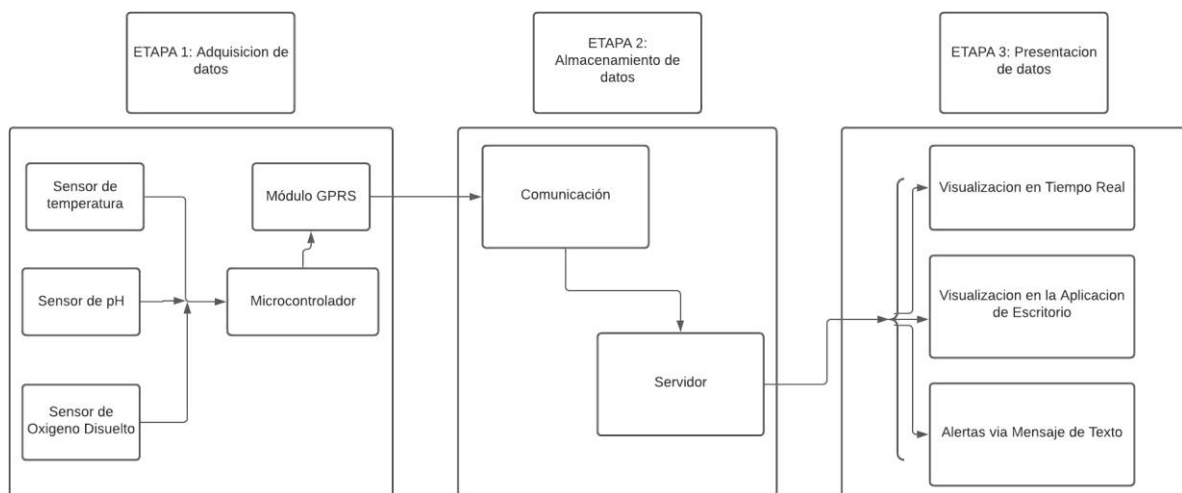 ETAPA 1: Adquisicion de
datos
ETAPA 2:
Almacenamiento de
datos
ETAPA 3: Presentacion
de datos
Sensor de
temperatura
Módulo GPRS
Sensor de pH
Microcontrolador
Sensor de
Oxigeno Disuelto
Comunicación
Servidor
Visualizacion en Tiempo Real
Visualizacion en la Aplicacion
de Escritorio
Alertas via Mensaje de Texto